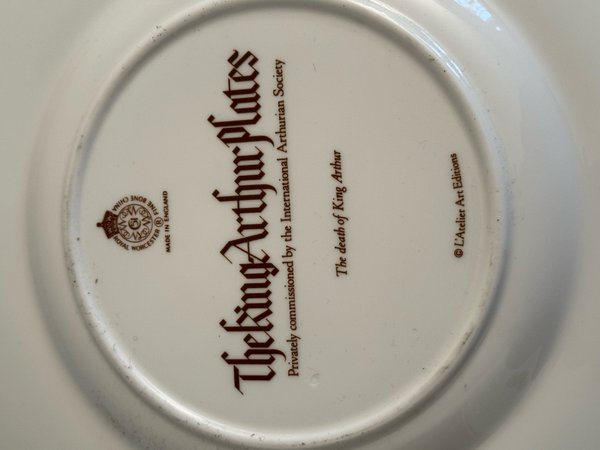 ROYAL WORCESTER ® FINE BONE CHINA
51
MADE IN ENGLAND
The King Arthur Plates
Privately commissioned by the International Arthurian Society
The death of King Arthur
© L'Atelier Art Editions